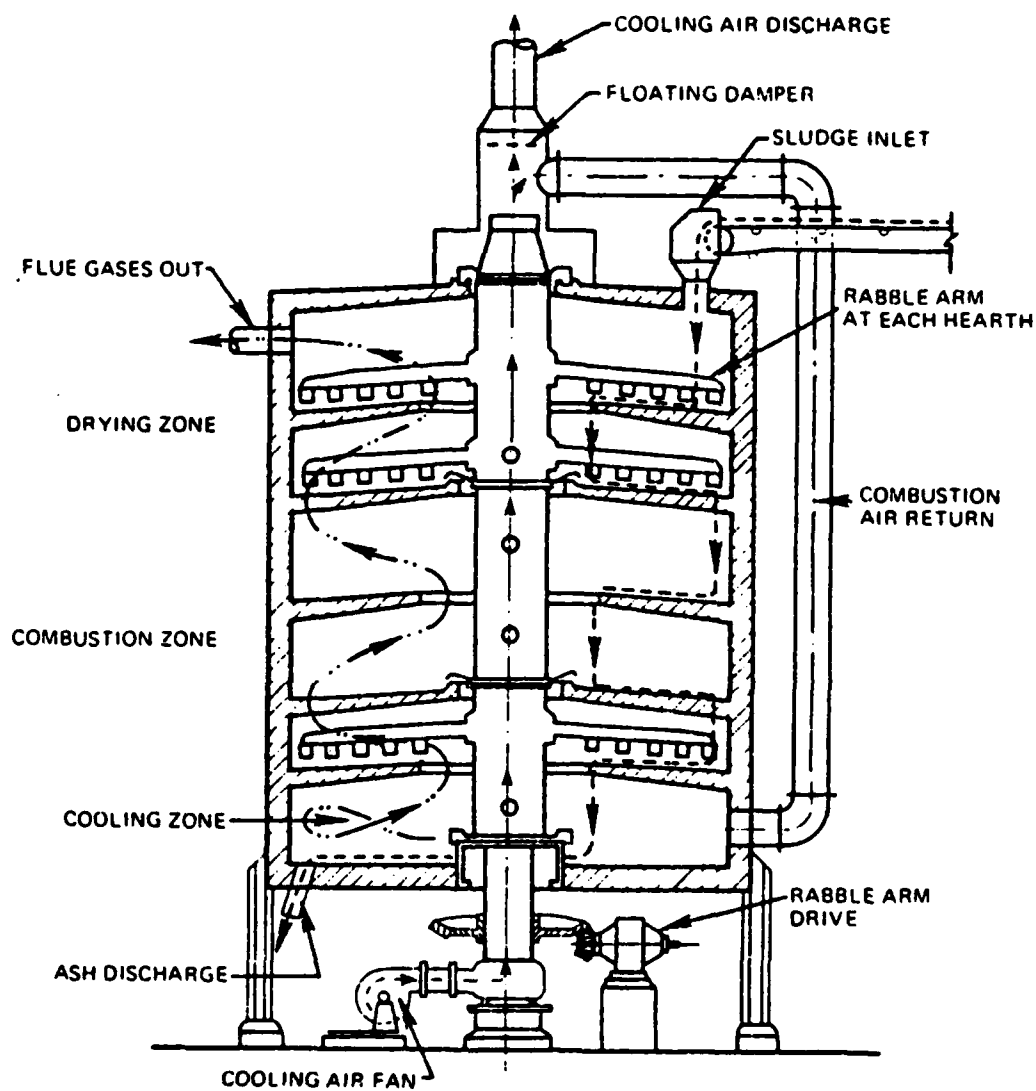 COOLING AIR DISCHARGE
FLOATING DAMPER
SLUDGE INLET
FLUE GASES OUT
RABBLE ARM
AT EACH HEARTH
DRYING ZONE
COMBUSTION
AIR RETURN
COMBUSTION ZONE
COOLING ZONE
RABBLE ARM
DRIVE
ASH DISCHARGE
COOLING AIR FAN